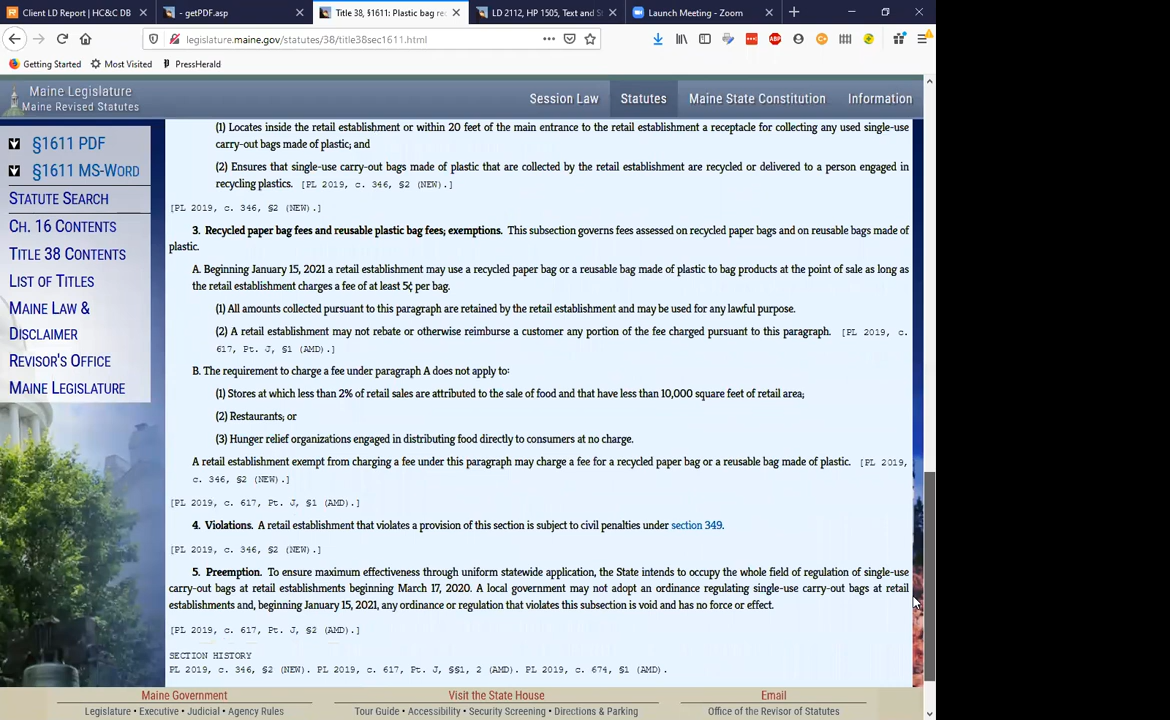 Client LD Report | HC&C DB
- getPDF.asp
Title 38, §1611: Plastic bag rec
LD 2112, HP 1505, Text and St
Launch Meeting - Zoom
legislature.maine.gov/statutes/38/title38sec1611.html
ABP
Getting Started
Most Visited
PressHerald
Maine Legislature
Maine Revised Statutes
Session Law
Statutes
Maine State Constitution
Information
§1611 PDF
§1611 MS-Word
Statute Search
Ch. 16 Contents
Title 38 Contents
List of Titles
Maine Law &
Disclaimer
Revisor's Office
Maine Legislature
(1) Locates inside the retail establishment or within 20 feet of the main entrance to the retail establishment a receptacle for collecting any used single-use
carry-out bags made of plastic; and
(2) Ensures that single-use carry-out bags made of plastic that are collected by the retail establishment are recycled or delivered to a person engaged in
recycling plastics. [PL 2019, c. 346, §2 (NEW).]
[PL 2019, c. 346, §2 (NEW).]
3. Recycled paper bag fees and reusable plastic bag fees; exemptions. This subsection governs fees assessed on recycled paper bags and on reusable bags made of
plastic.
A. Beginning January 15, 2021 a retail establishment may use a recycled paper bag or a reusable bag made of plastic to bag products at the point of sale as long as
the retail establishment charges a fee of at least 5¢ per bag.
(1) All amounts collected pursuant to this paragraph are retained by the retail establishment and may be used for any lawful purpose.
(2) A retail establishment may not rebate or otherwise reimburse a customer any portion of the fee charged pursuant to this paragraph. [PL 2019, c.
617, Pt. J, §1 (AMD).]
B. The requirement to charge a fee under paragraph A does not apply to:
(1) Stores at which less than 2% of retail sales are attributed to the sale of food and that have less than 10,000 square feet of retail area;
(2) Restaurants; or
(3) Hunger relief organizations engaged in distributing food directly to consumers at no charge.
A retail establishment exempt from charging a fee under this paragraph may charge a fee for a recycled paper bag or a reusable bag made of plastic. [PL 2019,
c. 346, §2 (NEW).]
[PL 2019, c. 617, Pt. J, §1 (AMD).]
4. Violations. A retail establishment that violates a provision of this section is subject to civil penalties under section 349.
[PL 2019, c. 346, §2 (NEW).]
5. Preemption. To ensure maximum effectiveness through uniform statewide application, the State intends to occupy the whole field of regulation of single-use
carry-out bags at retail establishments beginning March 17, 2020. A local government may not adopt an ordinance regulating single-use carry-out bags at retail
establishments and, beginning January 15, 2021, any ordinance or regulation that violates this subsection is void and has no force or effect.
[PL 2019, c. 617, Pt. J, §2 (AMD).]
SECTION HISTORY
PL 2019, c. 346, §2 (NEW). PL 2019, c. 617, Pt. J, §§1, 2 (AMD). PL 2019, c. 674, §1 (AMD).
Maine Government
Visit the State House
Email
Legislature • Executive • Judicial • Agency Rules
Tour Guide • Accessibility • Security Screening • Directions & Parking
Office of the Revisor of Statutes